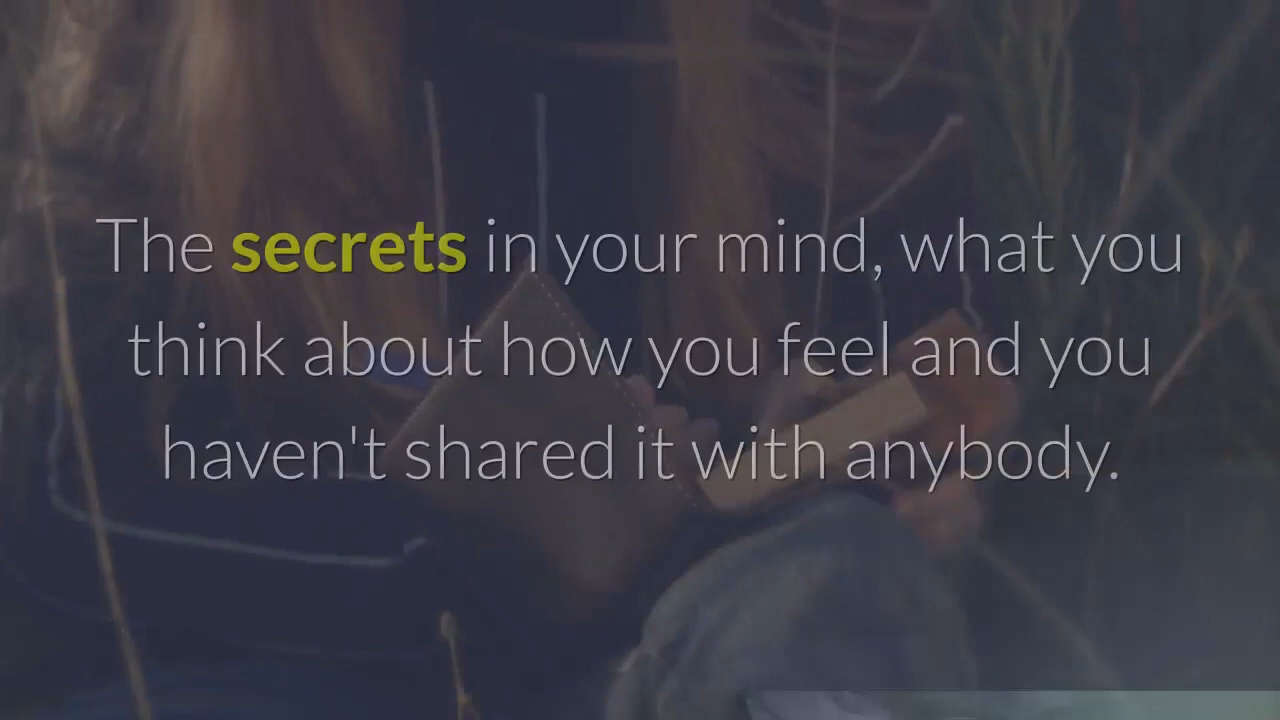 The secrets in your mind, what you
think about how you feel and you
haven't shared it with anybody.